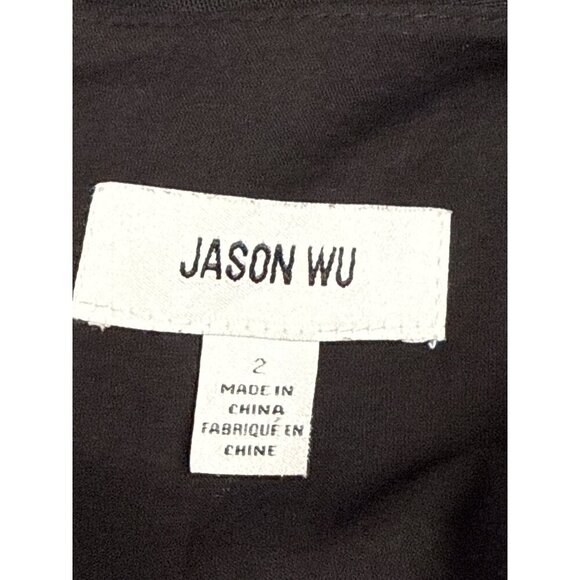 JASON WU
2
MADE IN
CHINA
FABRIQUÉ EN
CHINE